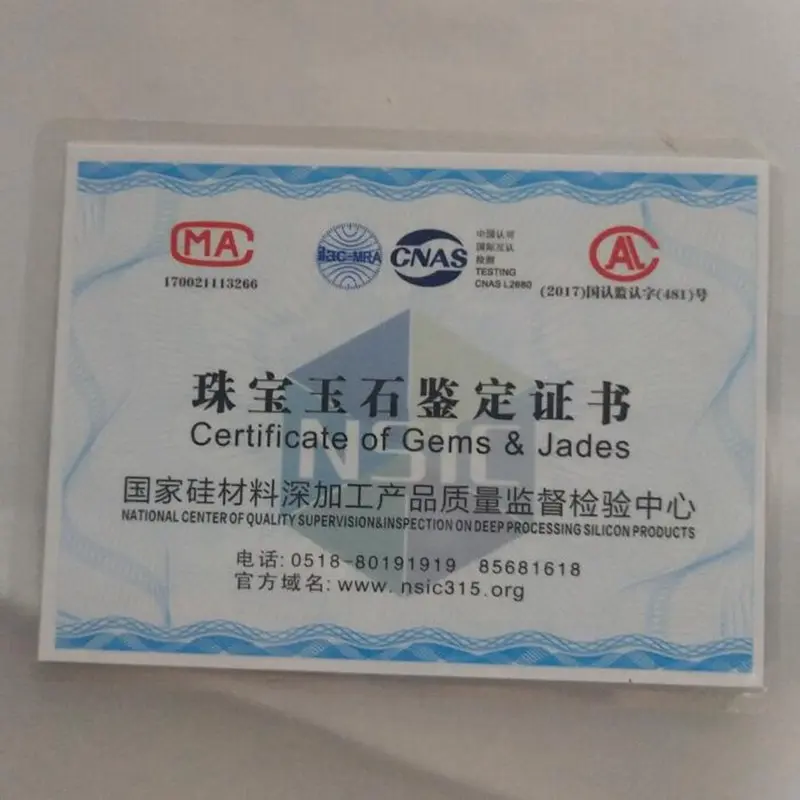 CMA
170021113266
ilac-MRA
CNAS
中国认可
国际互认
检测
TESTING
CNAS L2680
CAL
(2017)国认监认字(481)号
珠宝玉石鉴定证书
Certificate of Gems & Jades
NSIC
国家硅材料深加工产品质量监督检验中心
NATIONAL CENTER OF QUALITY SUPERVISION&INSPECTION ON DEEP PROCESSING SILICON PRODUCTS
电话: 0518-80191919 85681618
官方域名: www. nsic315.org